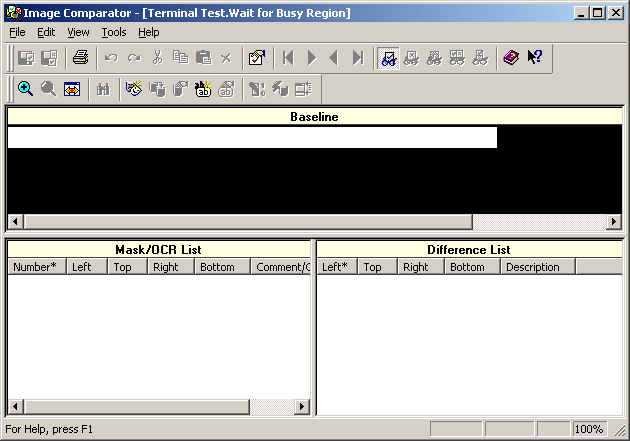 Image Comparator - [Terminal Test.Wait for Busy Region]
File Edit View Tools Help
Baseline
Mask/OCR List
Number* Left Top Right Bottom Comment/C
Difference List
Left* Top Right Bottom Description
For Help, press F1
100%